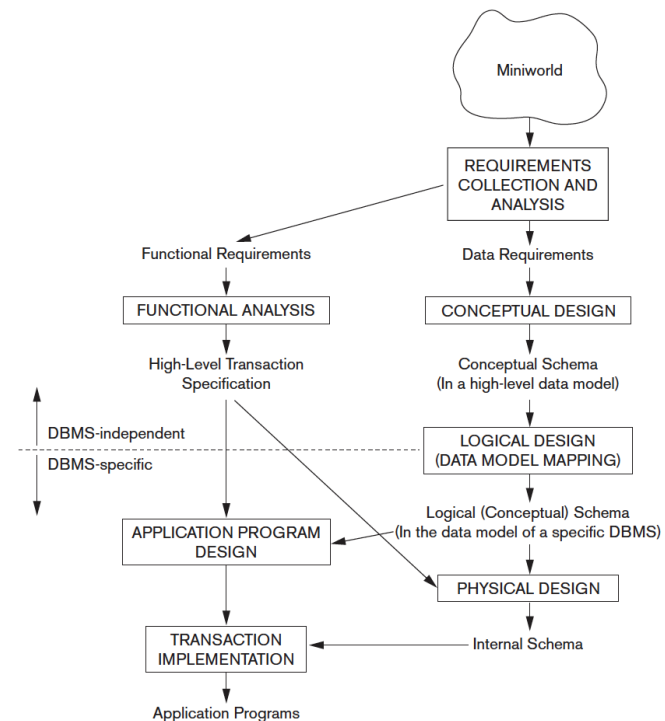 Miniworld
REQUIREMENTS
COLLECTION AND
ANALYSIS
Functional Requirements
Data Requirements
FUNCTIONAL ANALYSIS
CONCEPTUAL DESIGN
High-Level Transaction
Specification
Conceptual Schema
(In a high-level data model)
DBMS-independent
DBMS-specific
LOGICAL DESIGN
(DATA MODEL MAPPING)
Logical (Conceptual) Schema
(In the data model of a specific DBMS)
APPLICATION PROGRAM
DESIGN
PHYSICAL DESIGN
Internal Schema
TRANSACTION
IMPLEMENTATION
Application Programs